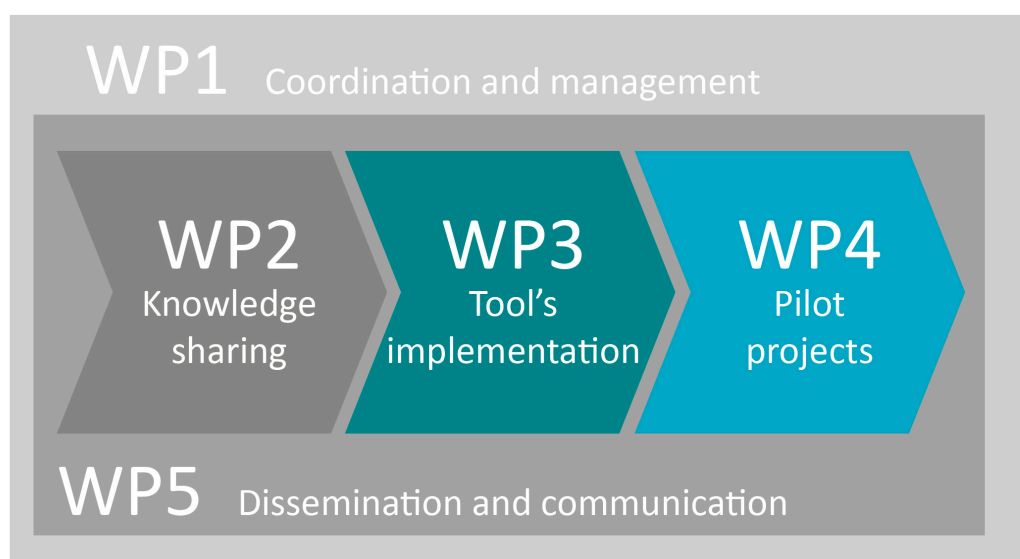 WP1 Coordination and management
WP2
Knowledge
sharing
WP3
Tool’s
implementation
WP4
Pilot
projects
WP5 Dissemination and communication